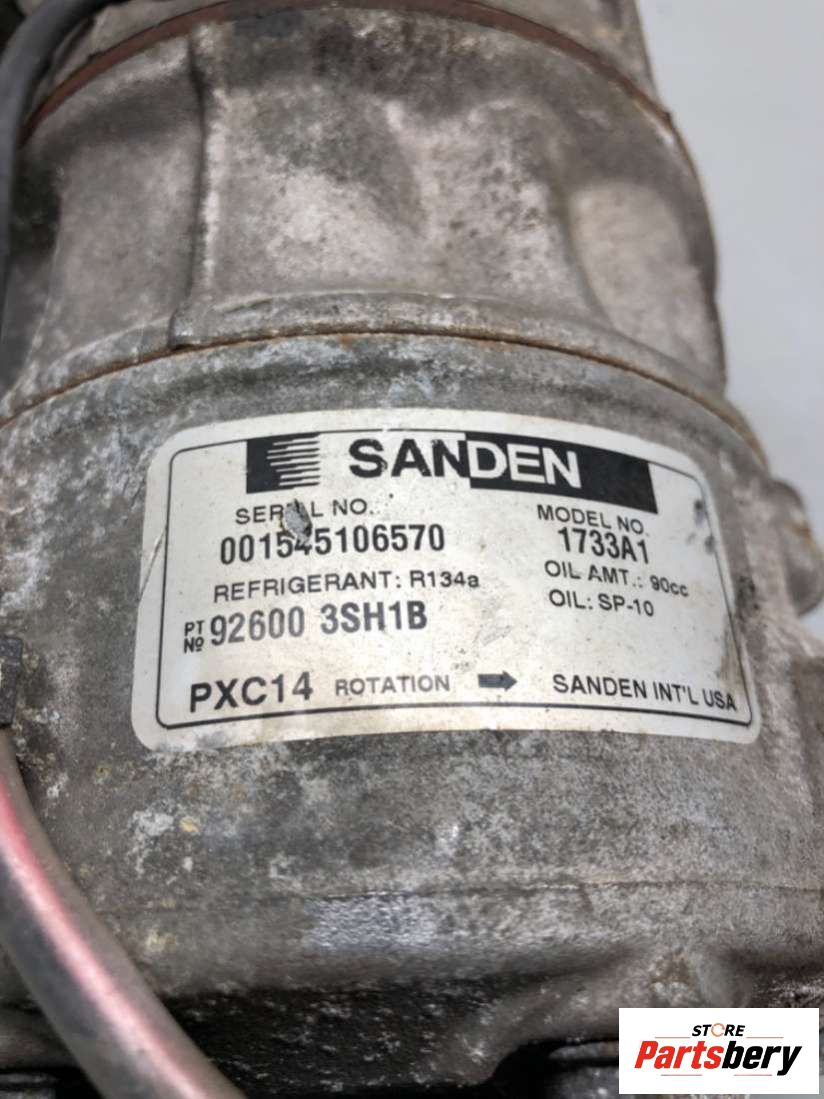 SANDEN
SERIAL NO.
001545106570
MODEL NO.
1733A1
REFRIGERANT: R134a
OIL AMT.: 90cc
PT NO 92600 3SH1B
OIL: SP-10
PXC14 ROTATION
SANDEN INT'L USA
STORE
Partsbery